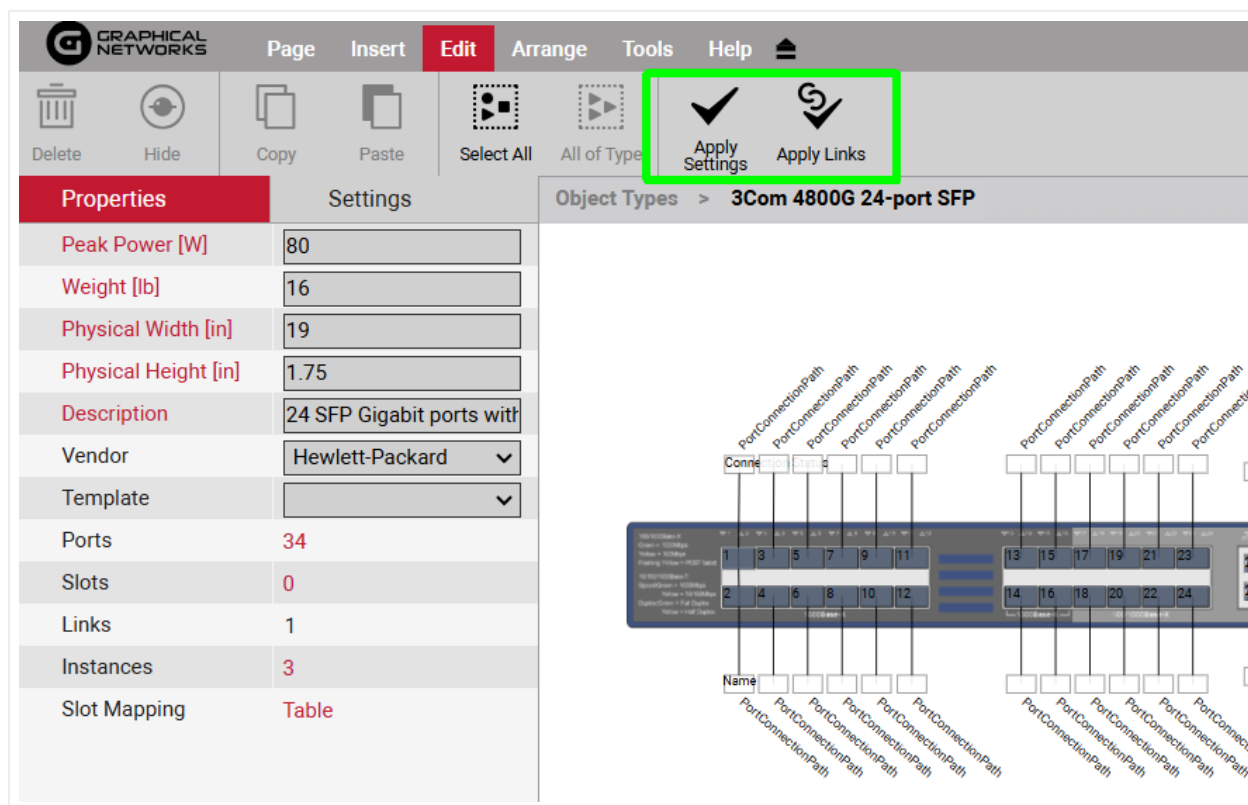 GRAPHICAL
NETWORKS
Page Insert Edit Arrange Tools Help
Delete Hide Copy Paste Select All All of Type Apply Settings Apply Links
Properties Settings
Object Types > 3Com 4800G 24-port SFP
Peak Power [W] 80
Weight [lb] 16
Physical Width [in] 19
Physical Height [in] 1.75
Description 24 SFP Gigabit ports with
Vendor Hewlett-Packard
Template
Ports 34
Slots 0
Links 1
Instances 3
Slot Mapping Table
PortConnectionPath PortConnectionPath PortConnectionPath PortConnectionPath PortConnectionPath PortConnectionPath
PortConnectionPath PortConnectionPath PortConnectionPath PortConnectionPath PortConnectionPath
ConnectionStatus
1 3 5 7 9 11 13 15 17 19 21 23
2 4 6 8 10 12 14 16 18 20 22 24
Name
PortConnectionPath PortConnectionPath PortConnectionPath PortConnectionPath PortConnectionPath PortConnectionPath
PortConnectionPath PortConnectionPath PortConnectionPath PortConnectionPath PortConnectionPath